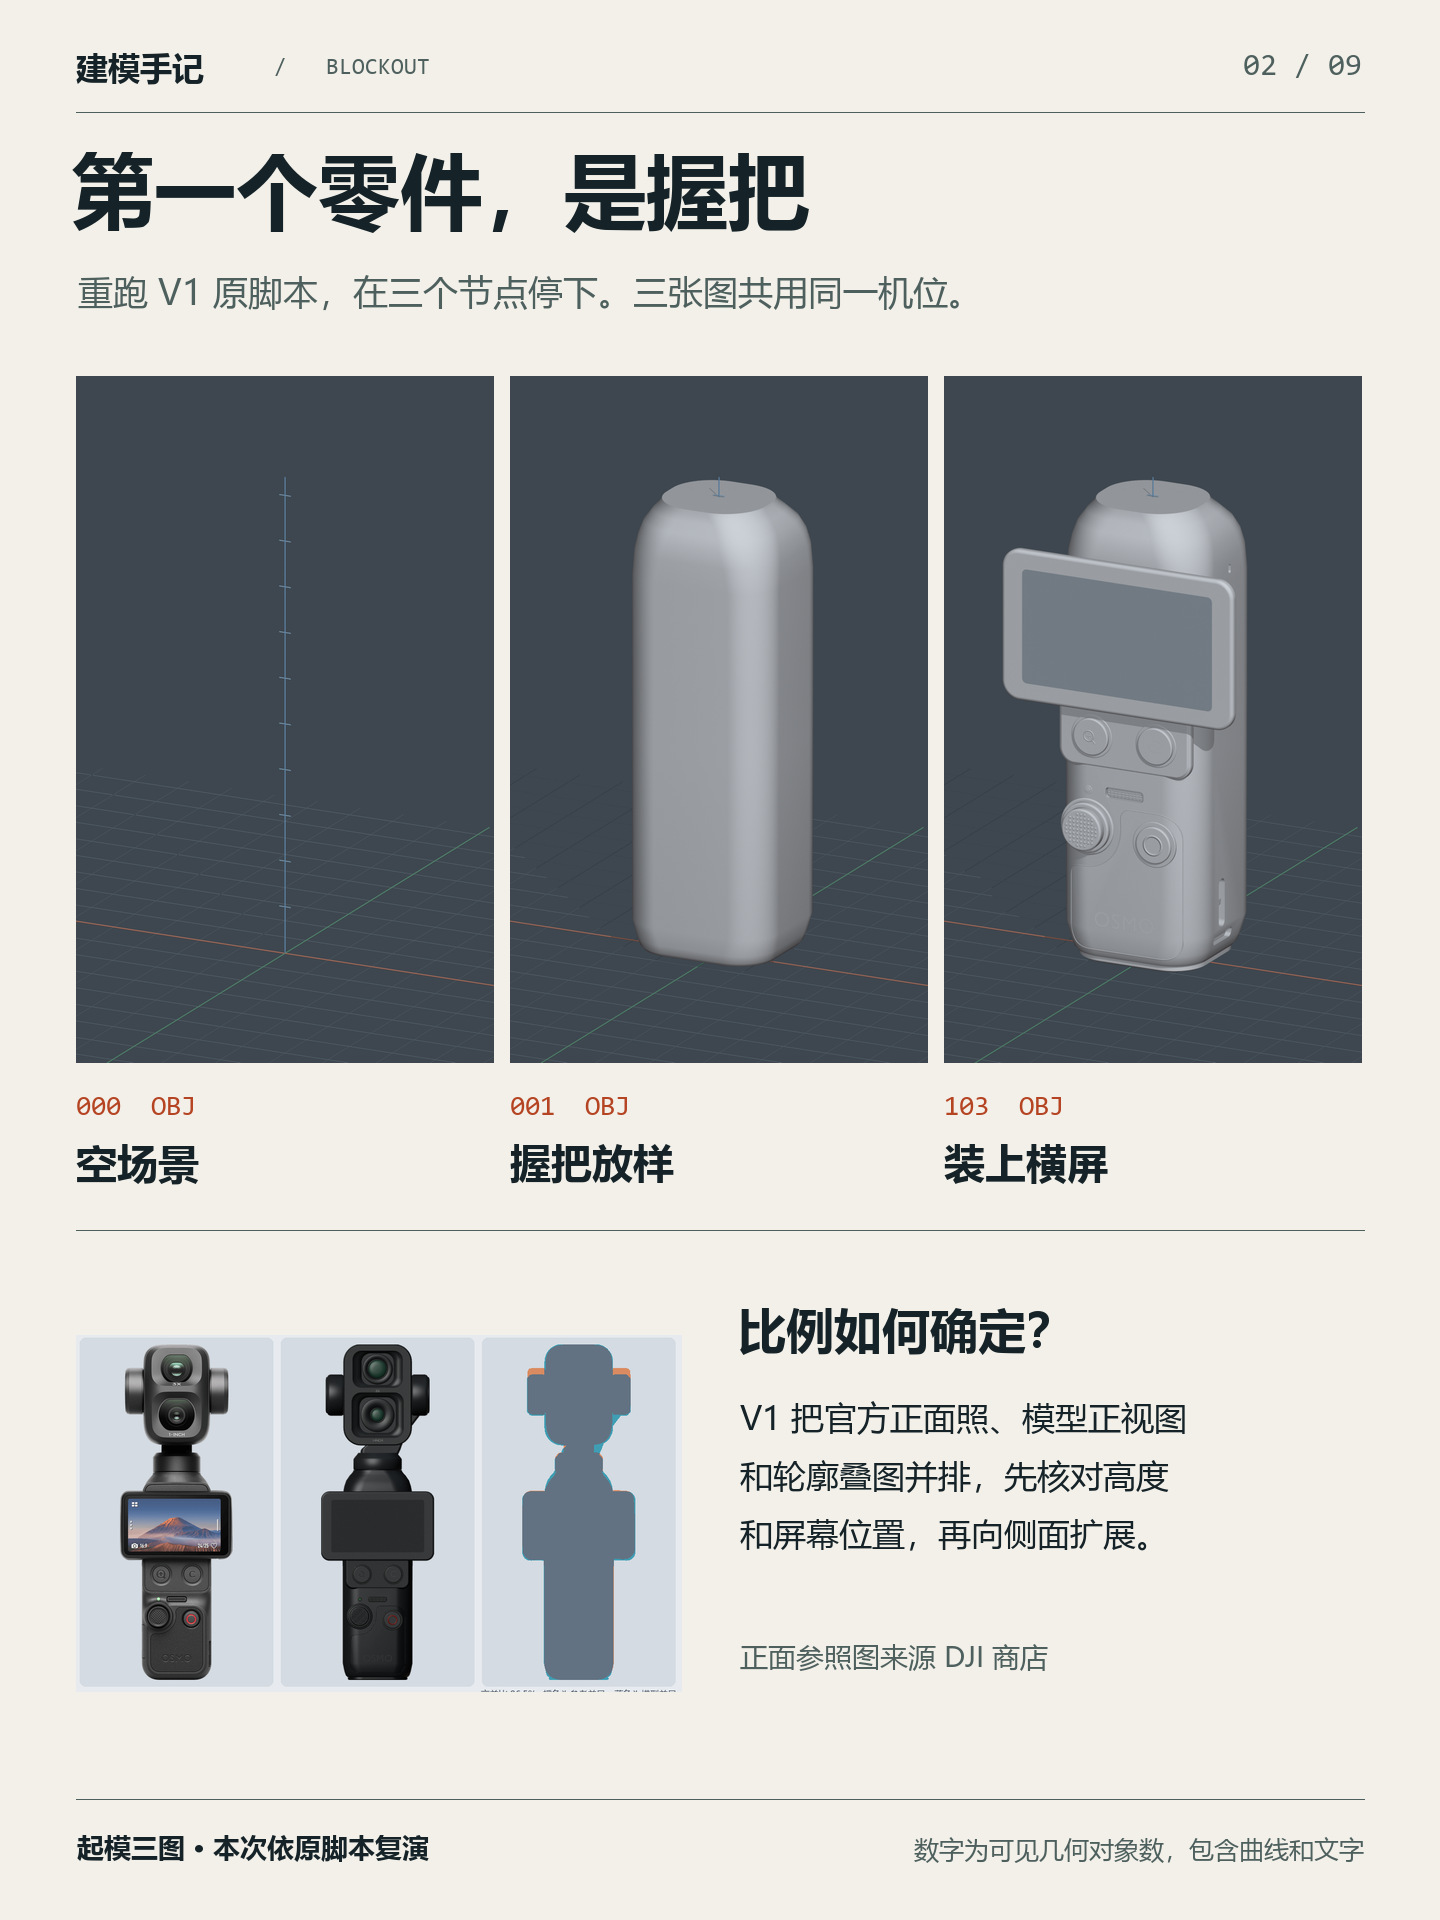 建模手记 / BLOCKOUT 02 / 09
第一个零件，是握把
重跑 V1 原脚本，在三个节点停下。三张图共用同一机位。
000 OBJ
空场景
001 OBJ
握把放样
103 OBJ
装上横屏
比例如何确定？
V1 把官方正面照、模型正视图
和轮廓叠图并排，先核对高度
和屏幕位置，再向侧面扩展。
正面参照图来源 DJI 商店
起模三图 • 本次依原脚本复演
数字为可见几何对象数，包含曲线和文字